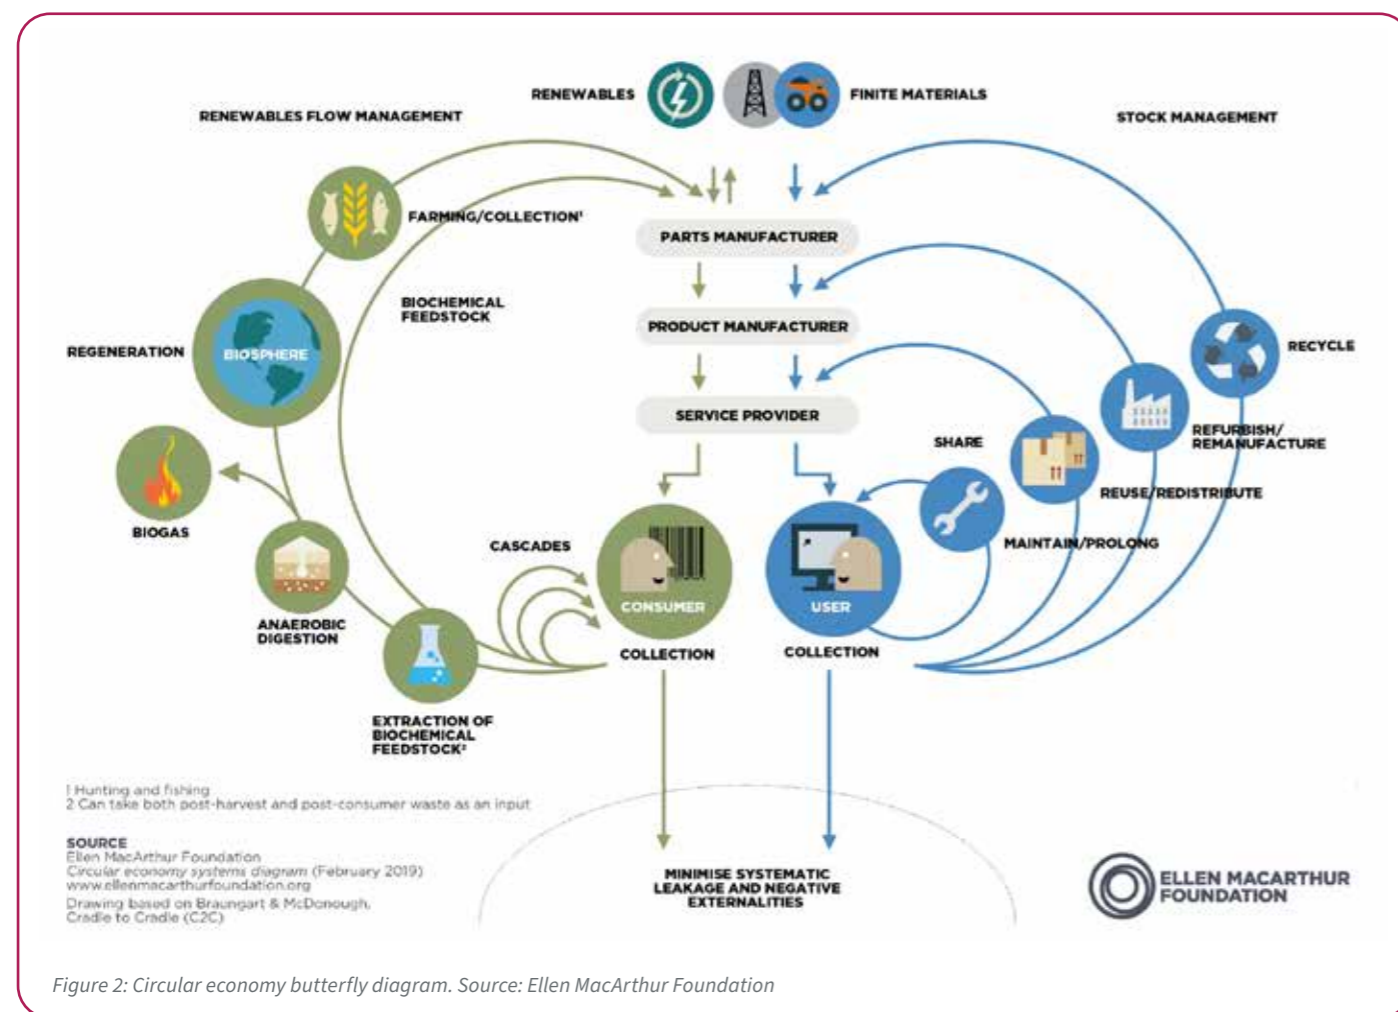 RENEWABLES
FINITE MATERIALS
RENEWABLES FLOW MANAGEMENT
STOCK MANAGEMENT
FARMING/COLLECTION¹
PARTS MANUFACTURER
BIOCHEMICAL
FEEDSTOCK
PRODUCT MANUFACTURER
REGENERATION
BIOSPHERE
RECYCLE
SERVICE PROVIDER
SHARE
REFURBISH/
REMANUFACTURE
REUSE/REDISTRIBUTE
BIOGAS
CASCADES
MAINTAIN/PROLONG
CONSUMER
USER
ANAEROBIC
DIGESTION
COLLECTION
COLLECTION
EXTRACTION OF
BIOCHEMICAL
FEEDSTOCK²
1 Hunting and fishing
2 Can take both post-harvest and post-consumer waste as an input
SOURCE
Ellen MacArthur Foundation
Circular economy systems diagram (February 2019)
www.ellenmacarthurfoundation.org
Drawing based on Braungart & McDonough,
Cradle to Cradle (C2C)
MINIMISE SYSTEMATIC
LEAKAGE AND NEGATIVE
EXTERNALITIES
ELLEN MACARTHUR
FOUNDATION
Figure 2: Circular economy butterfly diagram. Source: Ellen MacArthur Foundation